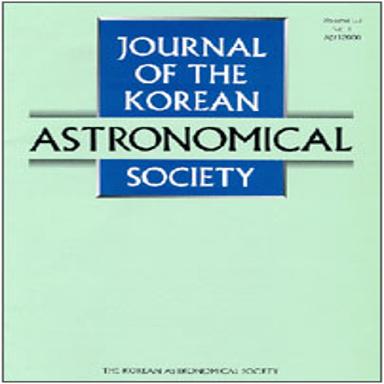 JOURNAL
OF THE
KOREAN
ASTRONOMICAL
SOCIETY
THE KOREAN ASTRONOMICAL SOCIETY